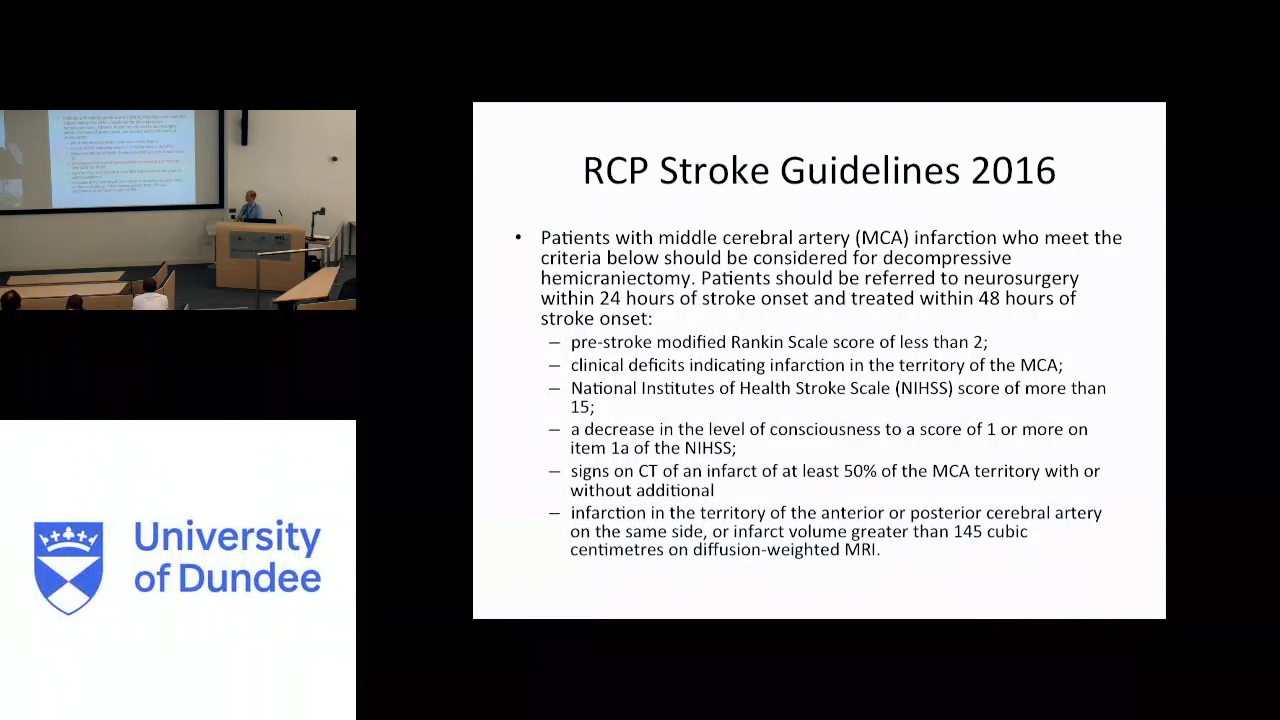 RCP Stroke Guidelines 2016
• Patients with middle cerebral artery (MCA) infarction who meet the
criteria below should be considered for decompressive
hemicraniectomy. Patients should be referred to neurosurgery
within 24 hours of stroke onset and treated within 48 hours of
stroke onset:
– pre-stroke modified Rankin Scale score of less than 2;
– clinical deficits indicating infarction in the territory of the MCA;
– National Institutes of Health Stroke Scale (NIHSS) score of more than
15;
– a decrease in the level of consciousness to a score of 1 or more on
item 1a of the NIHSS;
– signs on CT of an infarct of at least 50% of the MCA territory with or
without additional
– infarction in the territory of the anterior or posterior cerebral artery
on the same side, or infarct volume greater than 145 cubic
centimetres on diffusion-weighted MRI.
University
of Dundee